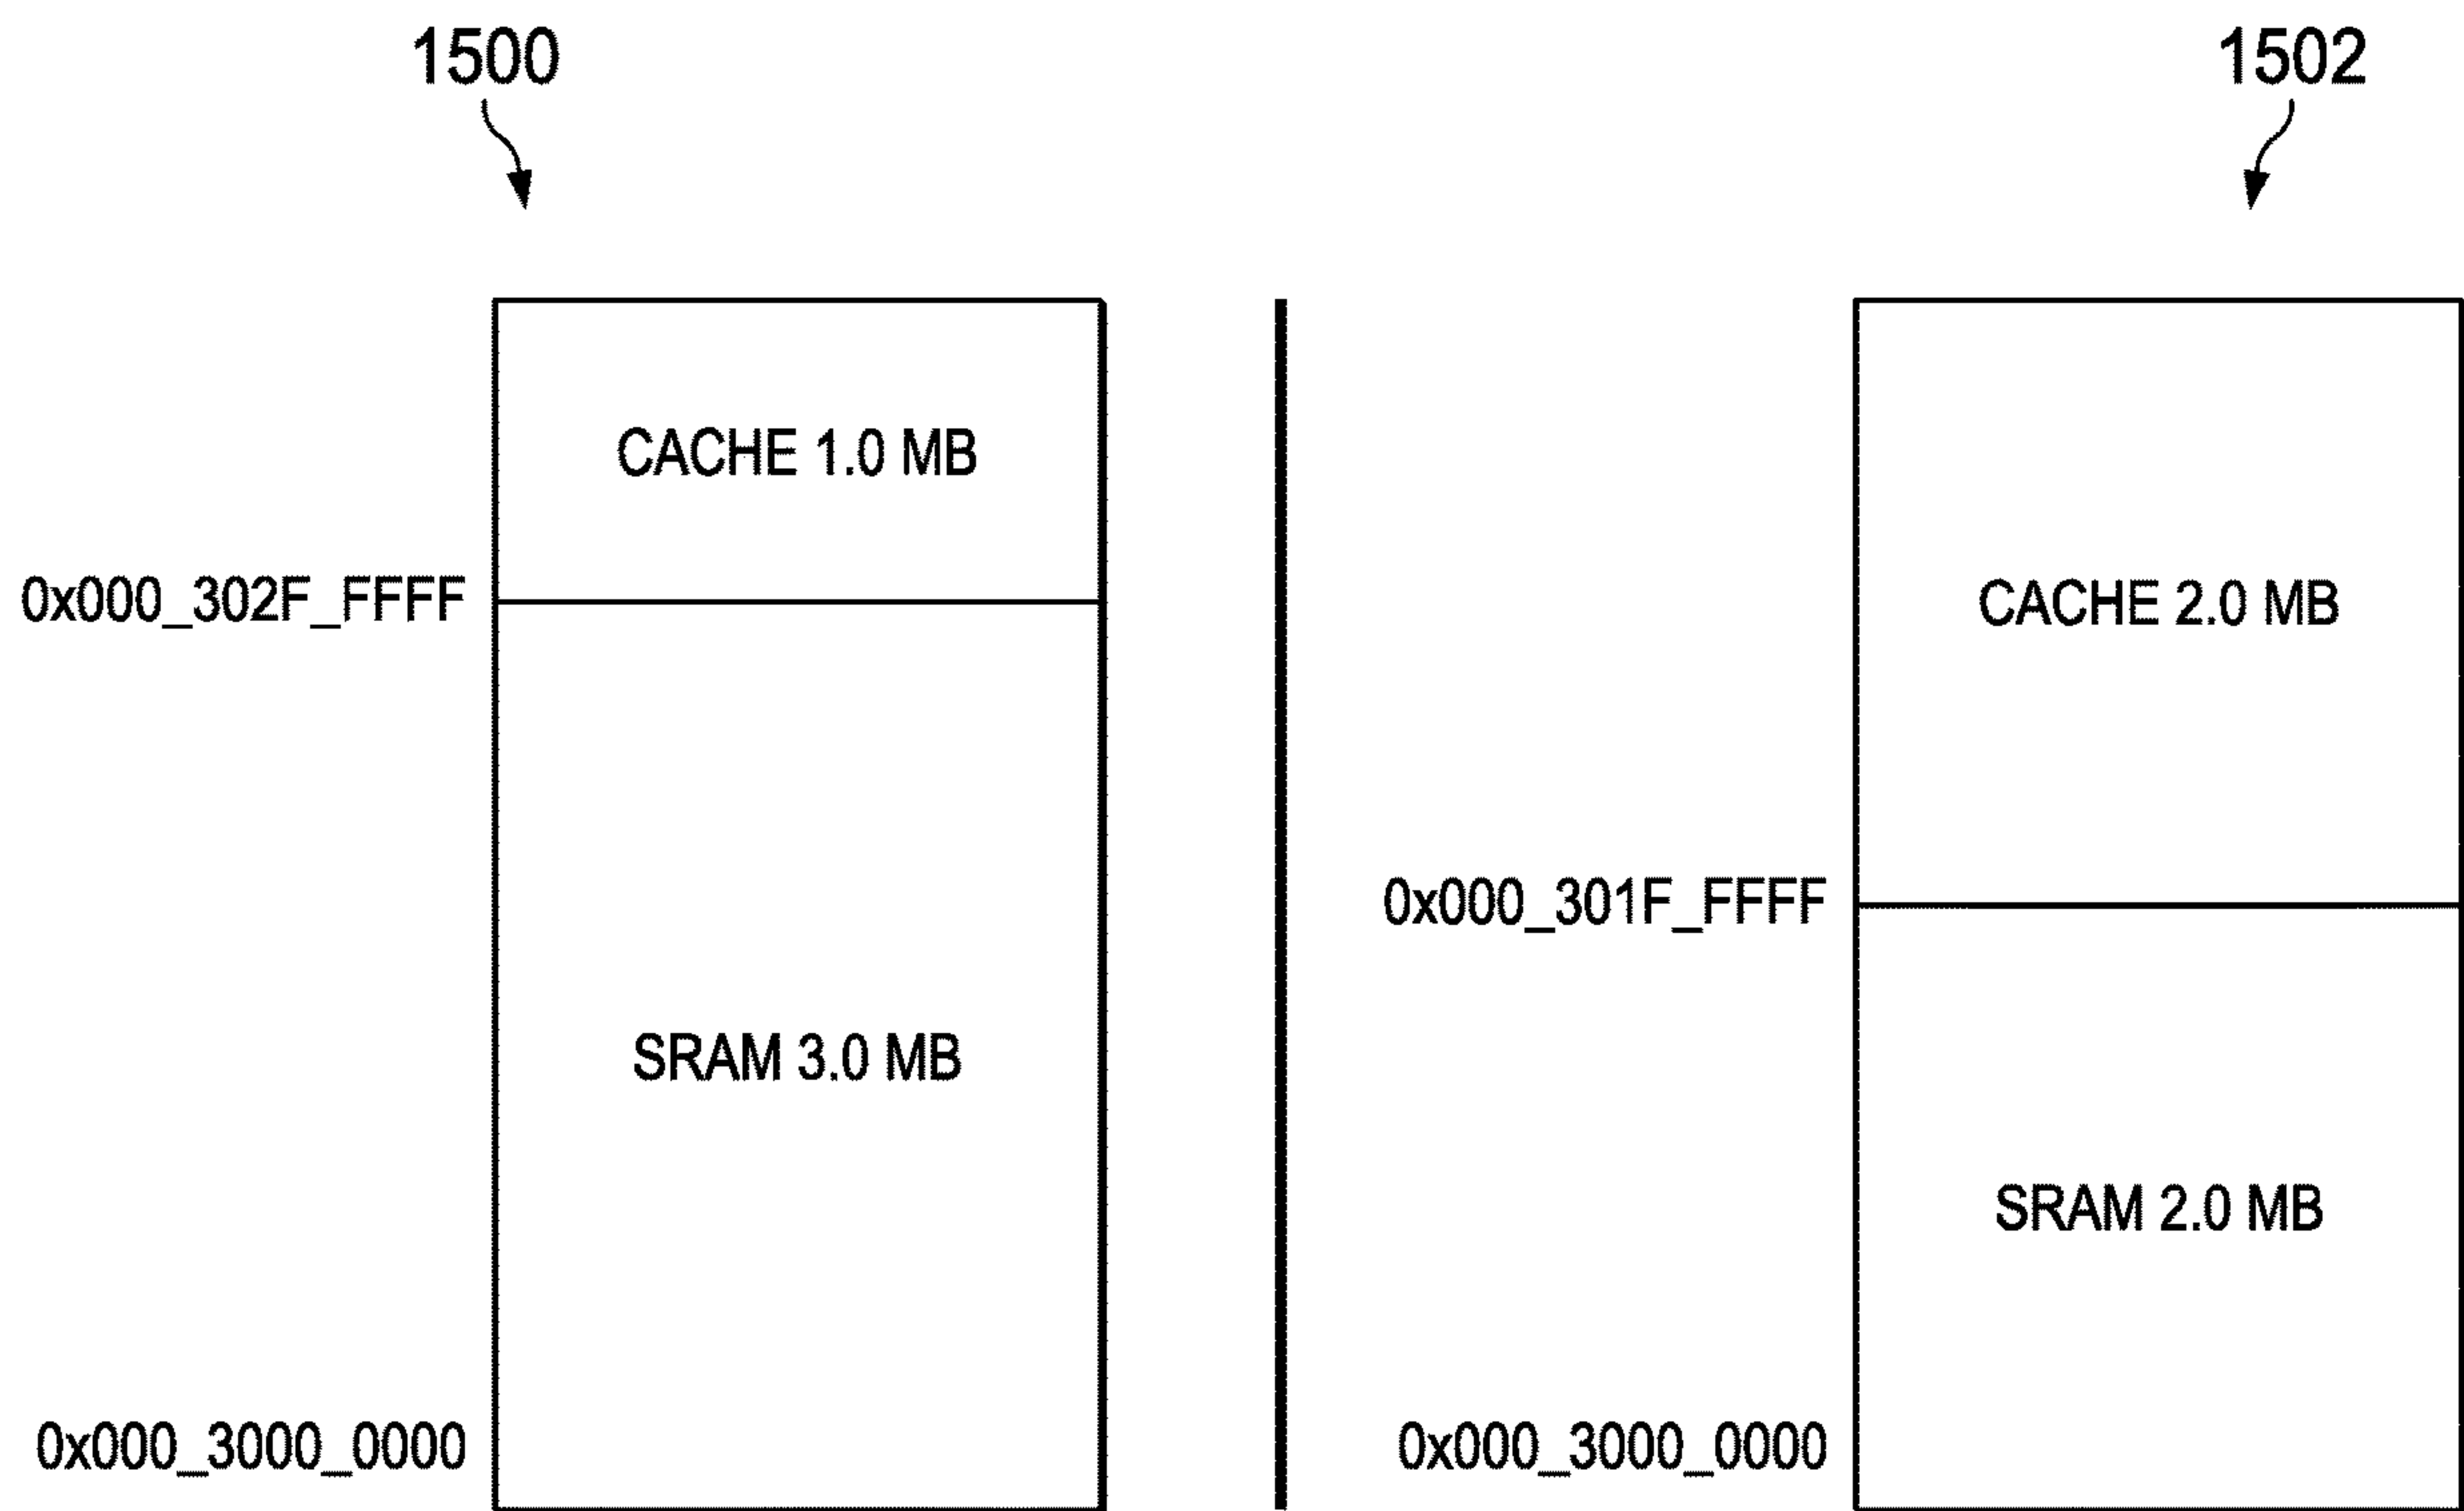 1500
CACHE 1.0 MB
0x000_302F_FFFF
SRAM 3.0 MB
0x000_3000_0000
1502
CACHE 2.0 MB
0x000_301F_FFFF
SRAM 2.0 MB
0x000_3000_0000